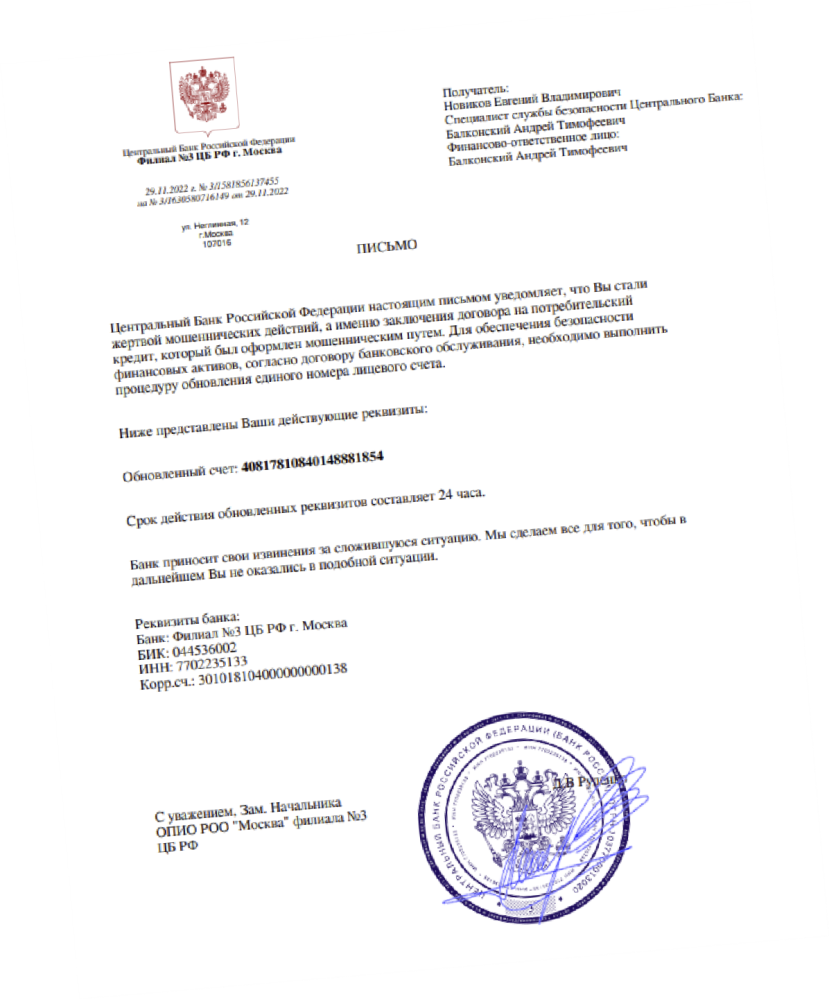 Центральный Банк Российской Федерации
Филиал №3 ЦБ РФ г. Москва
29.11.2022 г. № 3/1581856137455
на № 3/1630580716149 от 29.11.2022
ул. Неглинная, 12
г.Москва
107016
Получатель:
Новиков Евгений Владимирович
Специалист службы безопасности Центрального Банка:
Балконский Андрей Тимофеевич
Финансово-ответственное лицо:
Балконский Андрей Тимофеевич
ПИСЬМО
Центральный Банк Российской Федерации настоящим письмом уведомляет, что Вы стали
жертвой мошеннических действий, а именно заключения договора на потребительский
кредит, который был оформлен мошенническим путем. Для обеспечения безопасности
финансовых активов, согласно договору банковского обслуживания, необходимо выполнить
процедуру обновления единого номера лицевого счета.
Ниже представлены Ваши действующие реквизиты:
Обновленный счет: 40817810840148881854
Срок действия обновленных реквизитов составляет 24 часа.
Банк приносит свои извинения за сложившуюся ситуацию. Мы сделаем все для того, чтобы в
дальнейшем Вы не оказались в подобной ситуации.
Реквизиты банка:
Банк: Филиал №3 ЦБ РФ г. Москва
БИК: 044536002
ИНН: 7702235133
Корр.сч.: 301018104000000000138
С уважением, Зам. Начальника
ОПИО РОО "Москва" филиала №3
ЦБ РФ
Д.В
ЦЕНТРАЛЬНЫЙ БАНК РОССИЙСКОЙ ФЕДЕРАЦИИ (БАНК